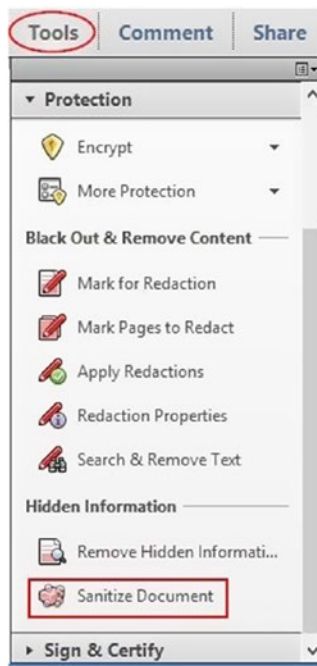 Tools Comment Share
Protection
Encrypt
More Protection
Black Out & Remove Content
Mark for Redaction
Mark Pages to Redact
Apply Redactions
Redaction Properties
Search & Remove Text
Hidden Information
Remove Hidden Informati...
Sanitize Document
Sign & Certify